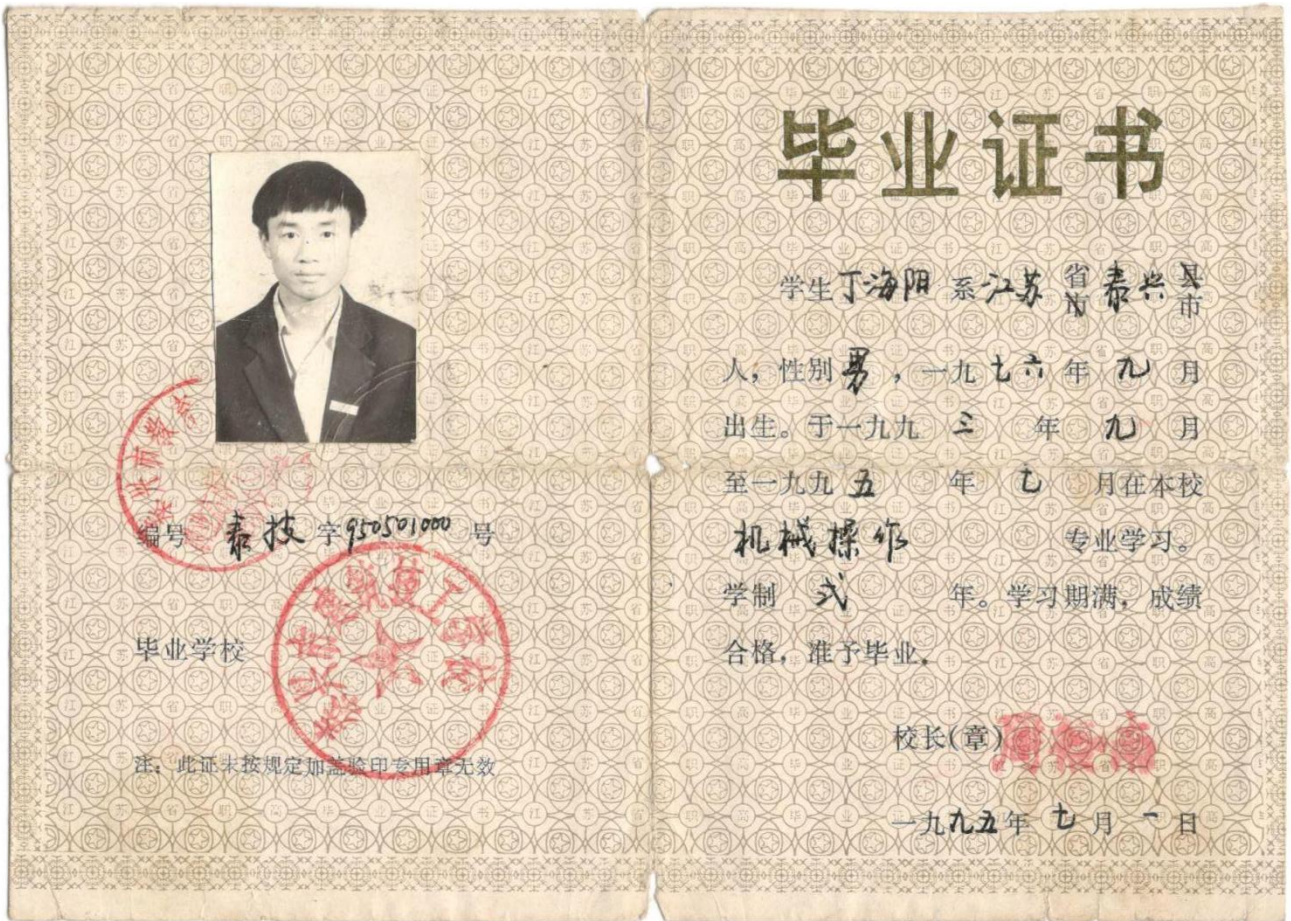 编号 泰技字950501000号
毕业学校
注：此证未按规定加盖验印专用章无效
毕业证书
学生丁海阳系江苏省市泰兴县市
人，性别男，一九七六年九月
出生。于一九九三年九月
至一九九五年七月在本校
机械操作专业学习。
学制弍年。学习期满，成绩
合格，准予毕业。
校长(章)
一九九五年七月一日